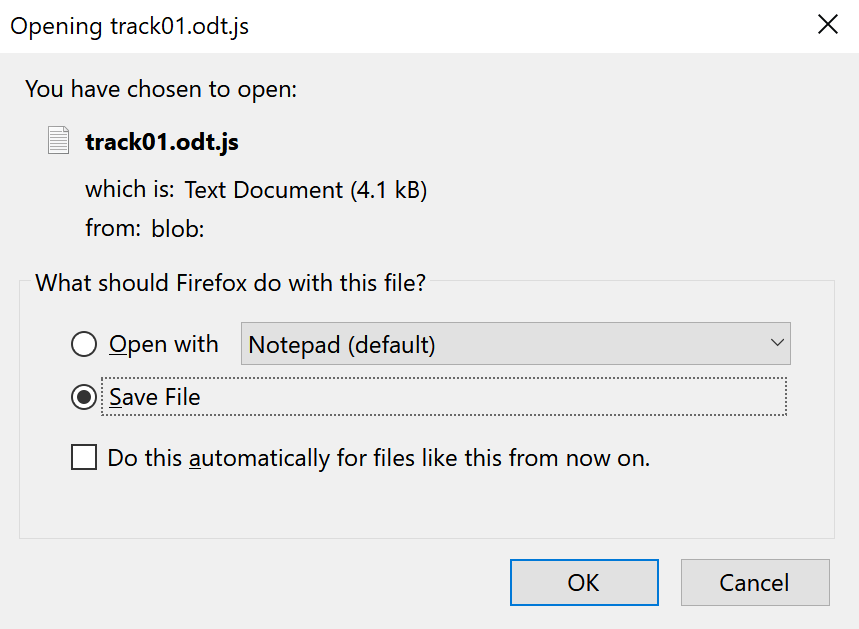 Opening track01.odt.js
You have chosen to open:
track01.odt.js
which is: Text Document (4.1 kB)
from: blob:
What should Firefox do with this file?
Open with Notepad (default)
Save File
Do this automatically for files like this from now on.
OK Cancel